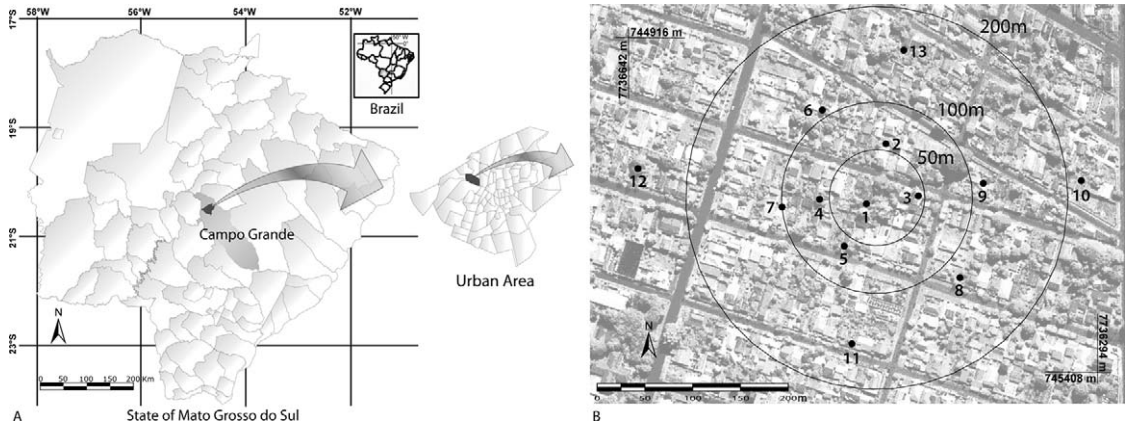 58°W 56°W 54°W 52°W
17°S
50° W
Brazil
19°S
Campo Grande
21°S
Urban Area
N
23°S
0 50 100 150 200 Km
A
State of Mato Grosso do Sul
744916 m
7736642 m
200m
13
6
100m
2
50m
12
10
9
3
7
4
1
5
8
N
11
7736294 m
745408 m
0 50 100 150 200m
B